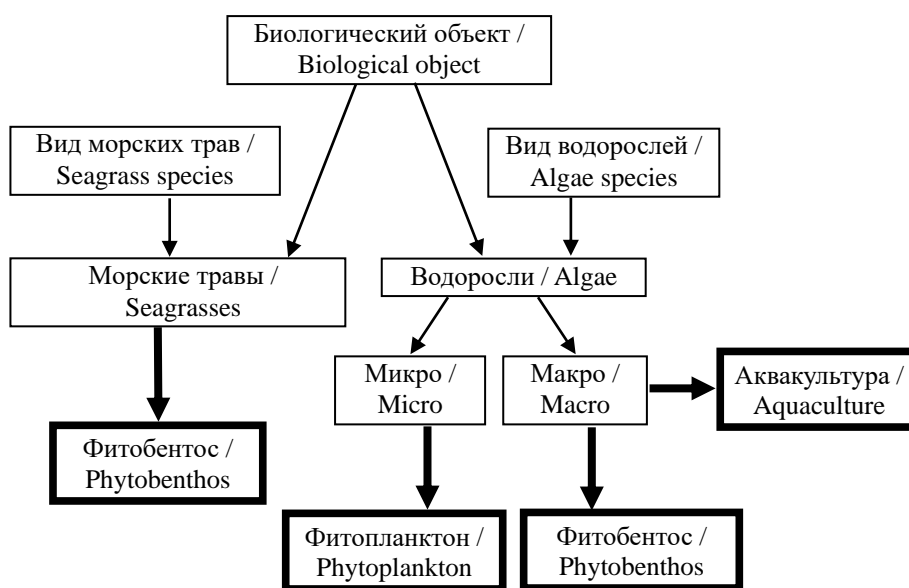 Биологический объект /
Biological object
Вид морских трав /
Seagrass species
Вид водорослей /
Algae species
Морские травы /
Seagrasses
Водоросли / Algae
Микро /
Micro
Макро /
Macro
Аквакультура /
Aquaculture
Фитобентос /
Phytobenthos
Фитопланктон /
Phytoplankton
Фитобентос /
Phytobenthos